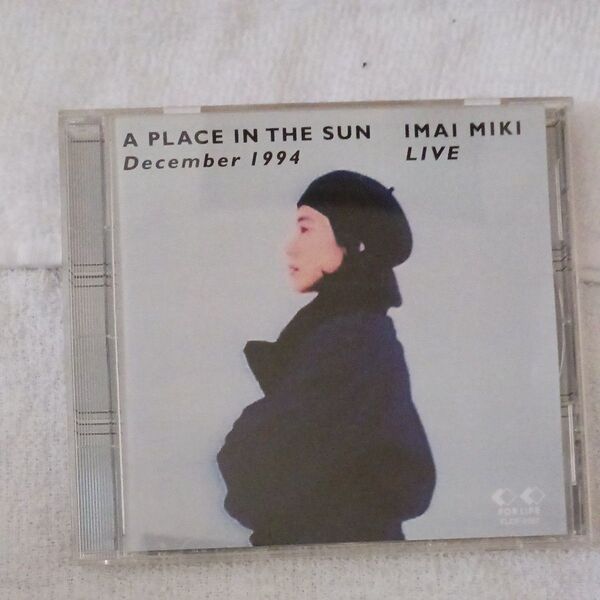 A PLACE IN THE SUN IMAI MIKI
December 1994 LIVE
FOR LIFE